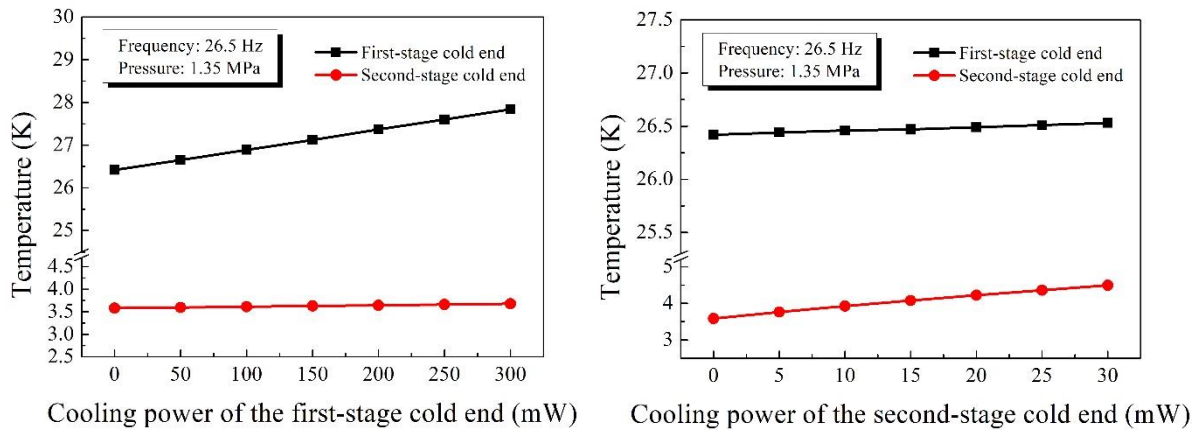 30
29
28
27
26
25
4.5
4.0
3.5
3.0
2.5
Temperature (K)
Frequency: 26.5 Hz
Pressure: 1.35 MPa
First-stage cold end
Second-stage cold end
0 50 100 150 200 250 300
Cooling power of the first-stage cold end (mW)
27.5
27.0
26.5
26.0
25.5
5
4
3
Temperature (K)
Frequency: 26.5 Hz
Pressure: 1.35 MPa
First-stage cold end
Second-stage cold end
0 5 10 15 20 25 30
Cooling power of the second-stage cold end (mW)